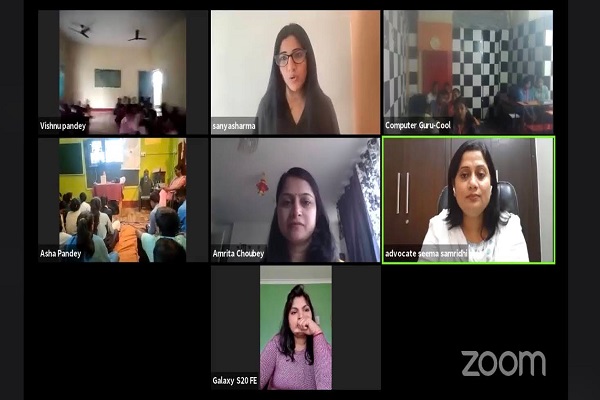 Vishnu pandey
sanyasharma
Computer Guru-Cool
Asha Pandey
Amrita Choubey
advocate seema samridhi
Galaxy S20 FE
zoom